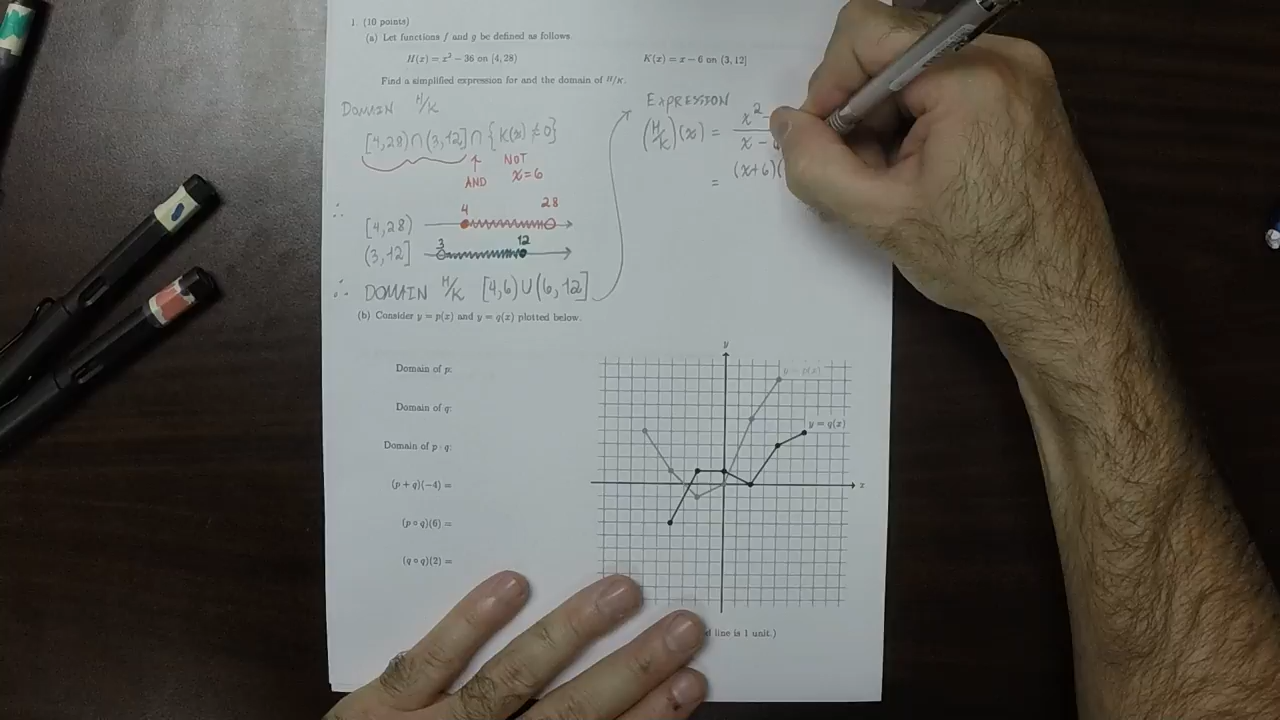 1. (10 points)
(a) Let functions f and g be defined as follows.
H(x) = x² − 36 on [4, 28)
K(x) = x − 6 on (3, 12]
Find a simplified expression for and the domain of H/K.
DOMAIN H/K
[4,28) ∩ (3,12] ∩ {K(x) ≠ 0}
AND
NOT
x=6
∴
[4,28) 4 28
(3,12] 3 12
∴ DOMAIN H/K [4,6) ∪ (6,12]
EXPRESSION
(H/K)(x) = x² − / x − 6
= (x+6)(
(b) Consider y = p(x) and y = q(x) plotted below.
Domain of p:
Domain of q:
Domain of p · q:
(p + q)(−4) =
(p ∘ q)(6) =
(q ∘ q)(2) =
y
y = p(x)
y = q(x)
x
line is 1 unit.)